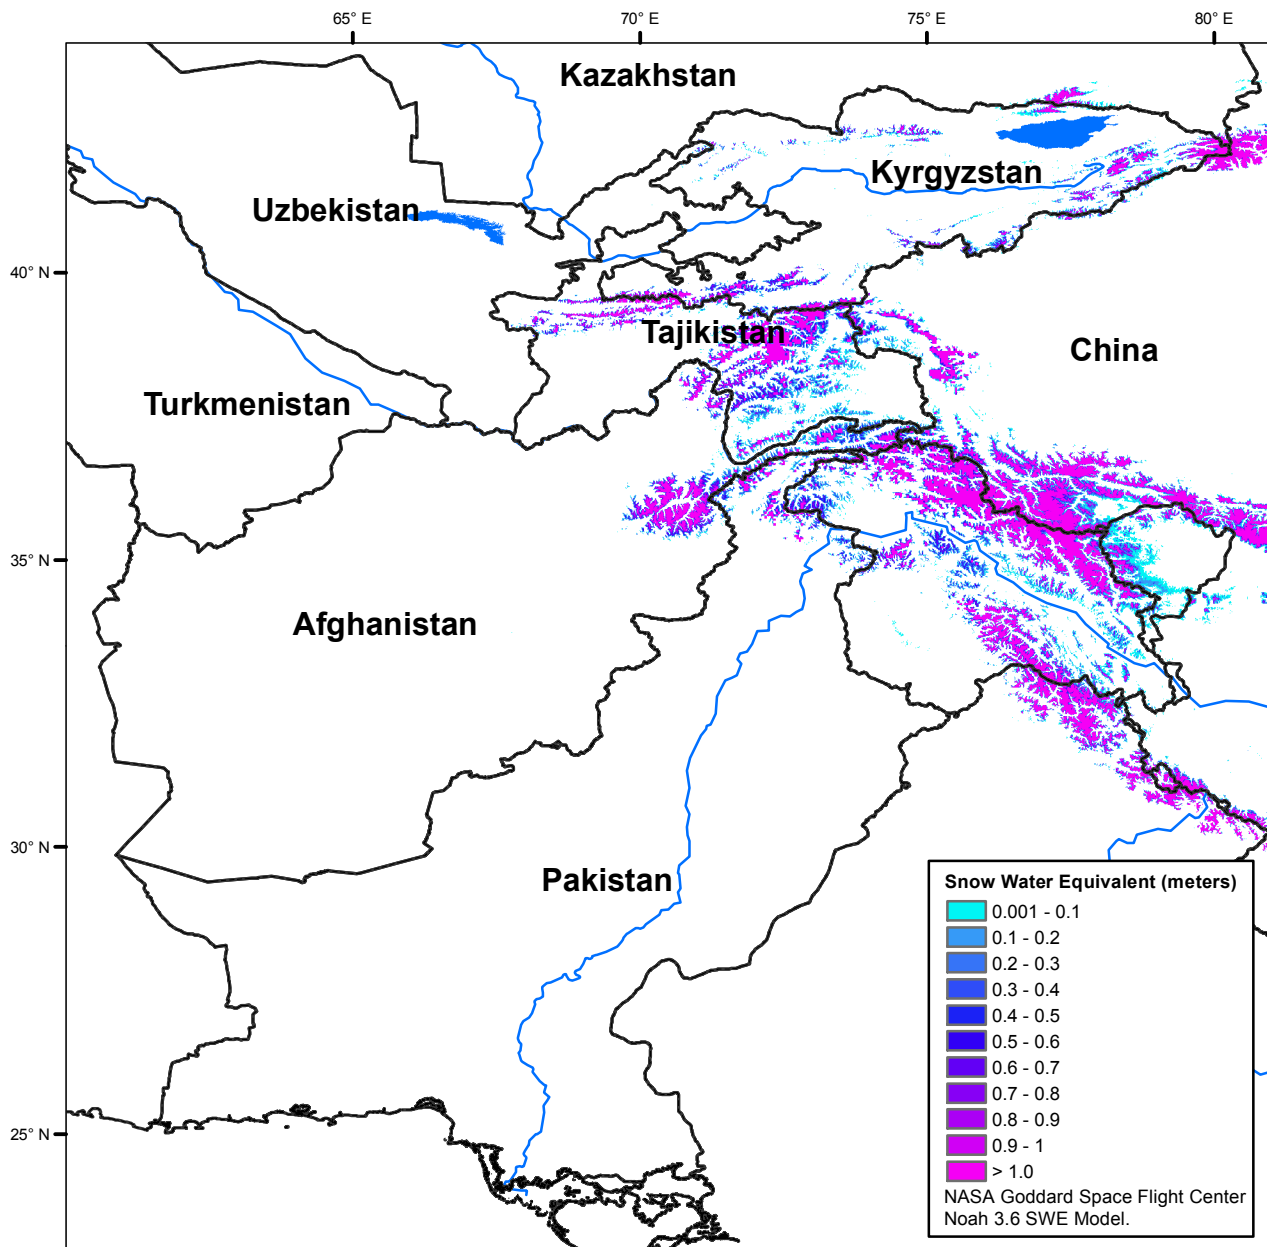 65° E
70° E
75° E
80° E
Kazakhstan
Kyrgyzstan
Uzbekistan
40° N
Tajikistan
China
Turkmenistan
35° N
Afghanistan
30° N
Pakistan
25° N
Snow Water Equivalent (meters)
0.001 - 0.1
0.1 - 0.2
0.2 - 0.3
0.3 - 0.4
0.4 - 0.5
0.5 - 0.6
0.6 - 0.7
0.7 - 0.8
0.8 - 0.9
0.9 - 1
> 1.0
NASA Goddard Space Flight Center
Noah 3.6 SWE Model.